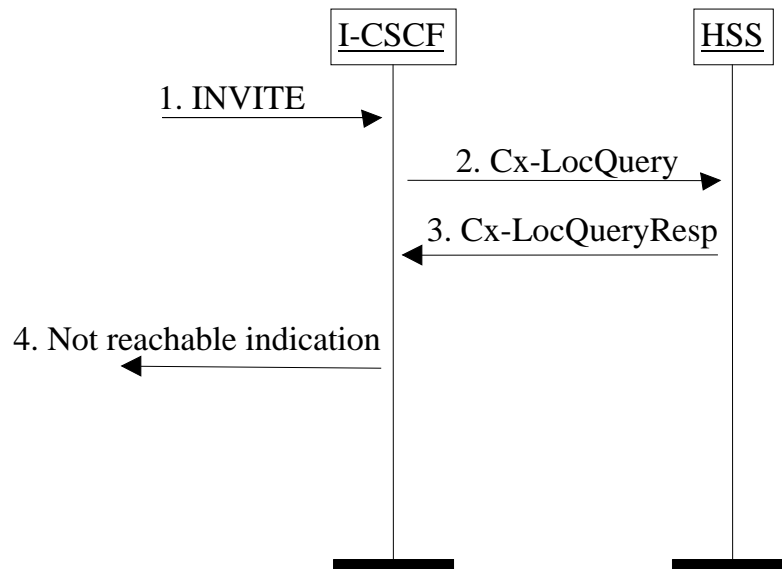 I-CSCF
HSS
1. INVITE
2. Cx-LocQuery
3. Cx-LocQueryResp
4. Not reachable indication